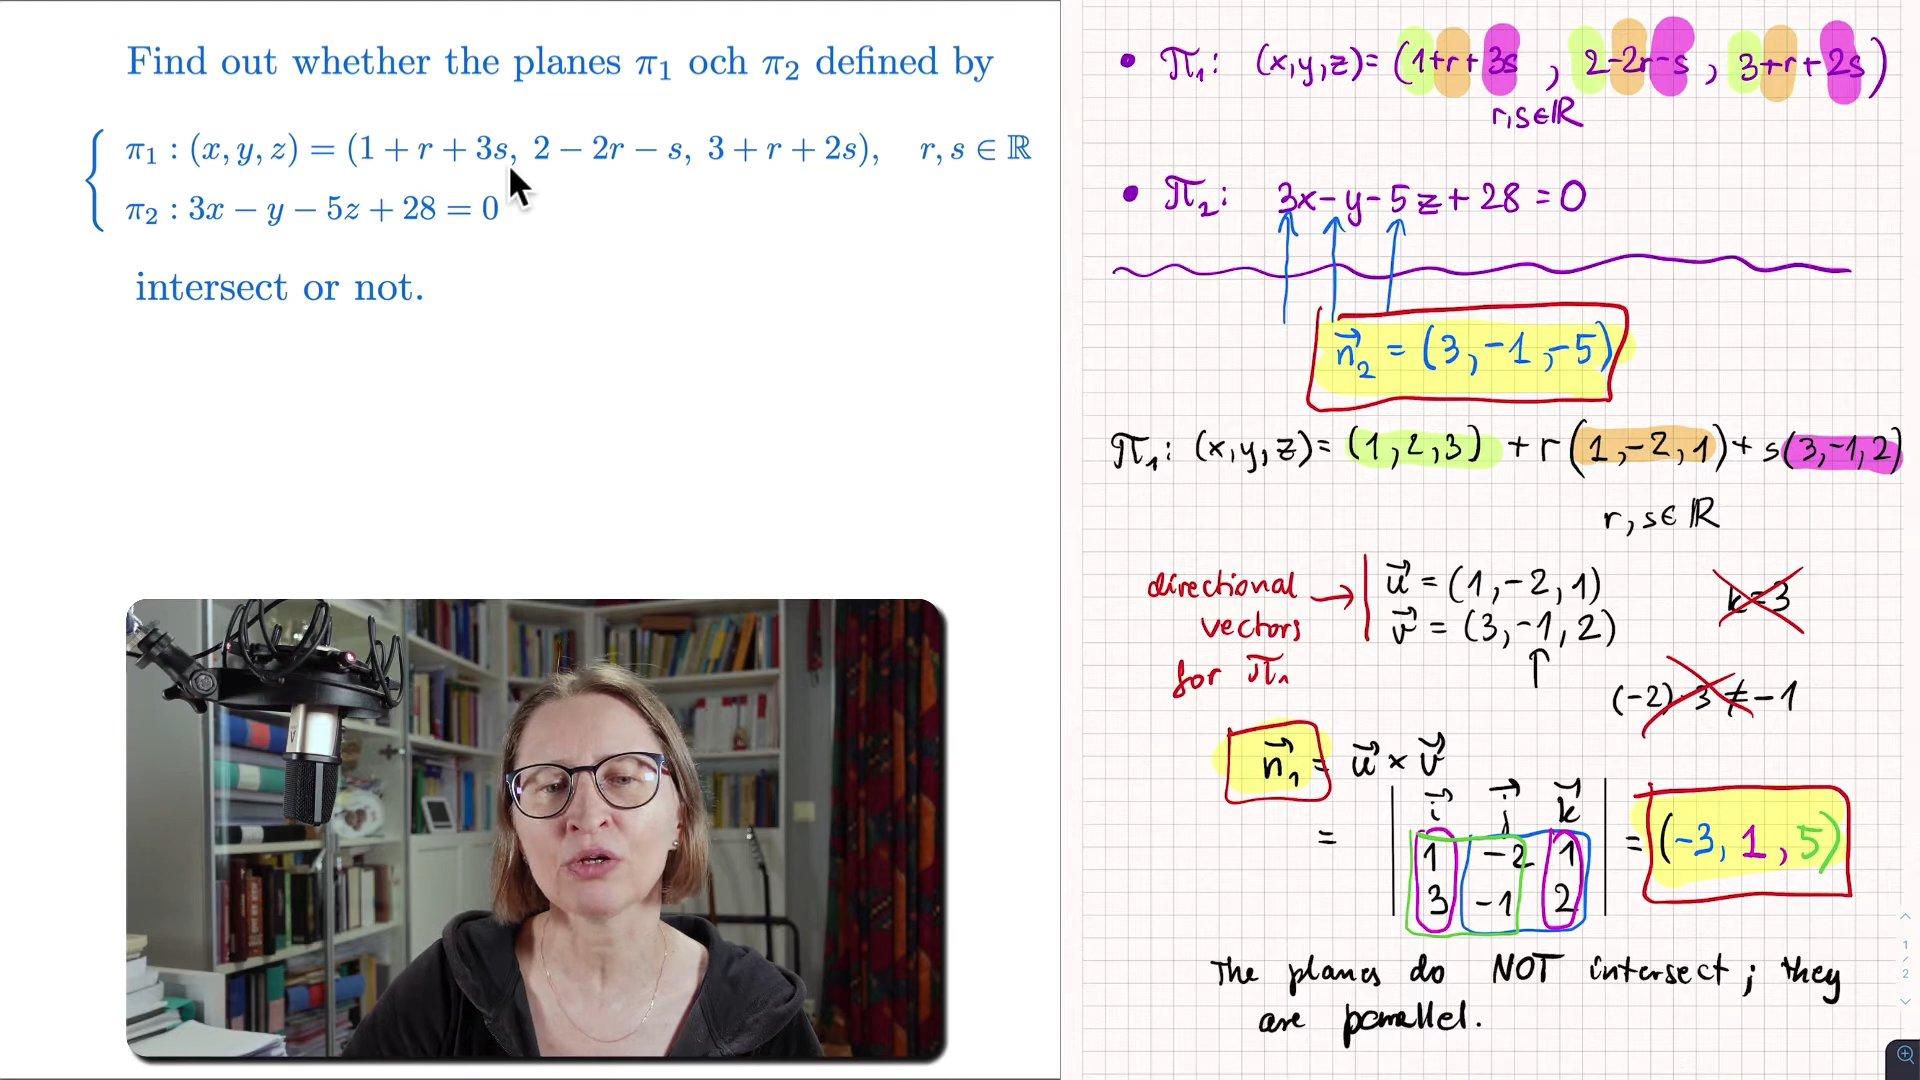 Find out whether the planes π₁ och π₂ defined by
π₁ : (x, y, z) = (1 + r + 3s, 2 − 2r − s, 3 + r + 2s), r, s ∈ ℝ
π₂ : 3x − y − 5z + 28 = 0
intersect or not.
• π₁: (x,y,z)= (1+r+3s, 2-2r-s, 3+r+2s)
r,s∈ℝ
• π₂: 3x-y-5z+28=0
n⃗₂ = (3,-1,-5)
π₁: (x,y,z)= (1,2,3) + r(1,-2,1)+ s(3,-1,2)
r,s∈ℝ
directional → u⃗ = (1,-2,1)
vectors v⃗ = (3,-1,2)
for π₁
k=3
(-2)·3 ≠ -1
n⃗₁ = u⃗ × v⃗
= | i⃗ j⃗ k⃗
1 -2 1
3 -1 2 | = (-3, 1, 5)
The planes do NOT intersect; they
are parallel.
1
/
2